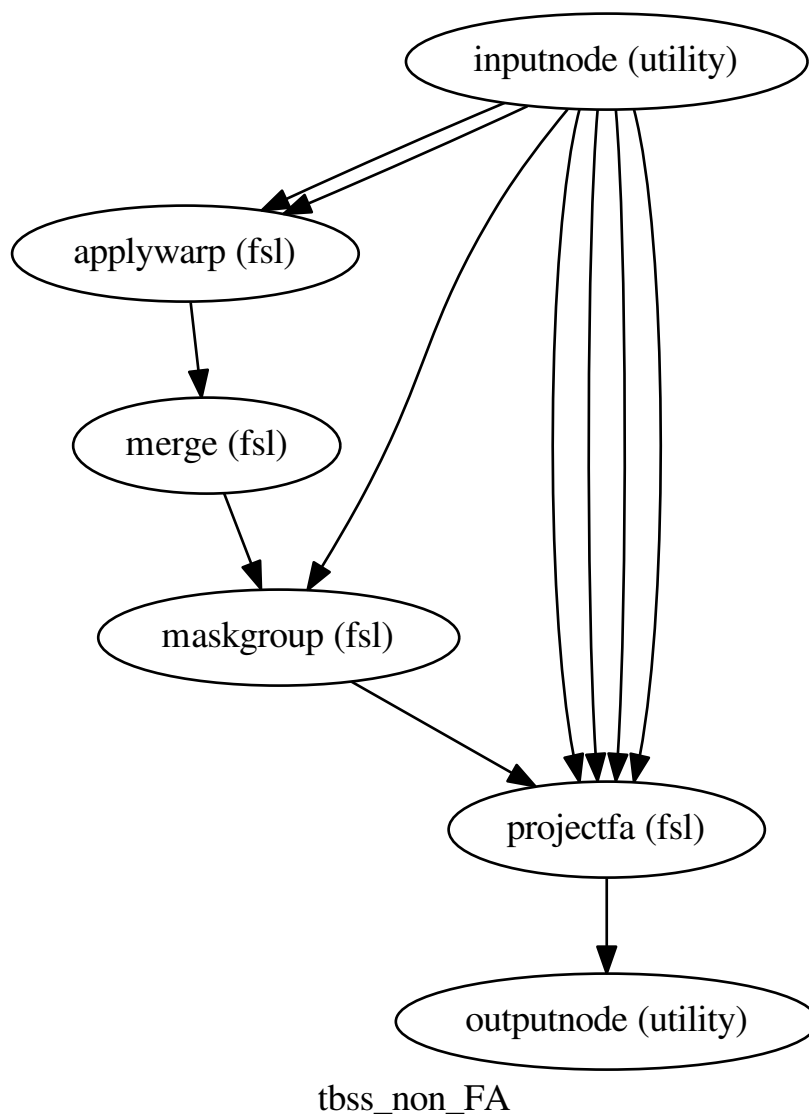 inputnode (utility)
applywarp (fsl)
merge (fsl)
maskgroup (fsl)
projectfa (fsl)
outputnode (utility)
tbss_non_FA